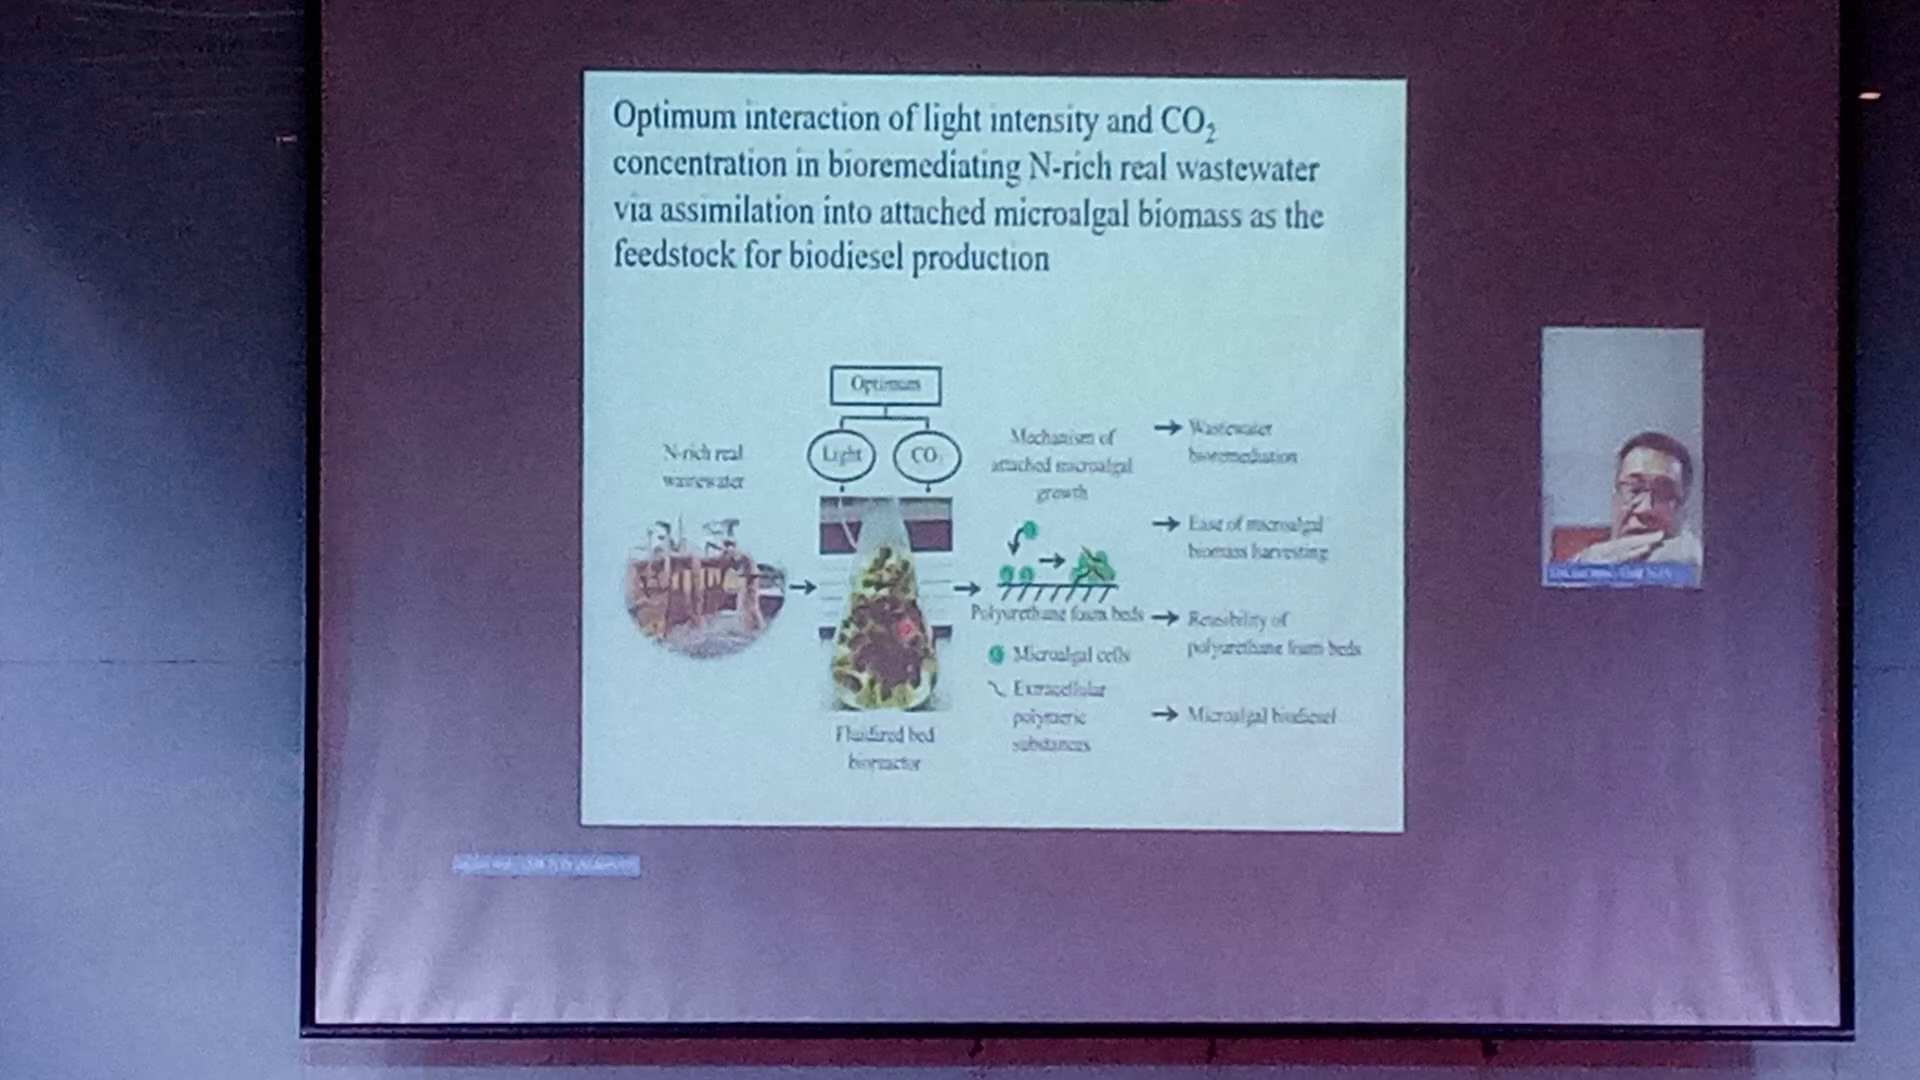 Optimum interaction of light intensity and CO₂
concentration in bioremediating N-rich real wastewater
via assimilation into attached microalgal biomass as the
feedstock for biodiesel production
Optimum
Light
CO₂
N-rich real
wastewater
Mechanism of
attached microalgal
growth
Polyurethane foam beds
Microalgal cells
Extracellular
polymeric
substances
Fluidized bed
bioreactor
Wastewater
bioremediation
Ease of microalgal
biomass harvesting
Reusability of
polyurethane foam beds
Microalgal biodiesel